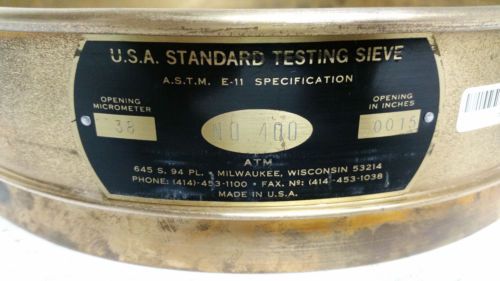 U.S.A. STANDARD TESTING SIEVE
A.S.T.M. E-11 SPECIFICATION
OPENING
MICROMETER
38
NO 400
OPENING
IN INCHES
.0015
ATM
645 S. 94 PL. • MILWAUKEE, WISCONSIN 53214
PHONE: (414)-453-1100 • FAX. Nº: (414-453-1038
MADE IN U.S.A.